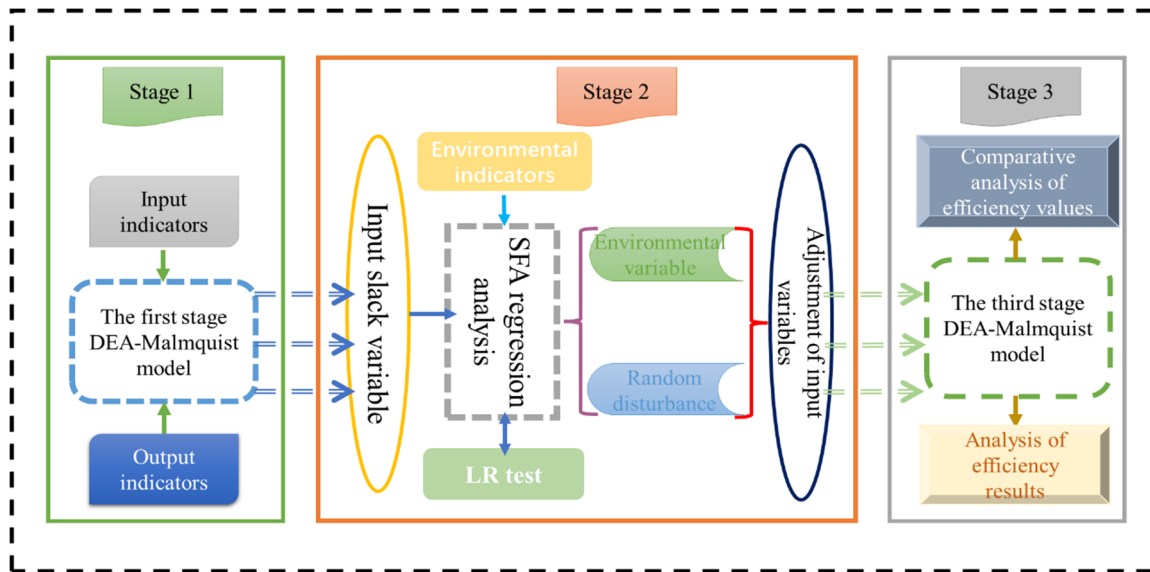 Stage 1
Input
indicators
The first stage
DEA-Malmquist
model
Output
indicators
Stage 2
Input slack variable
Environmental
indicators
SFA regression
analysis
LR test
Environmental
variable
Random
disturbance
Adjustment of input
variables
Stage 3
Comparative
analysis of
efficiency values
The third stage
DEA-Malmquist
model
Analysis of
efficiency
results